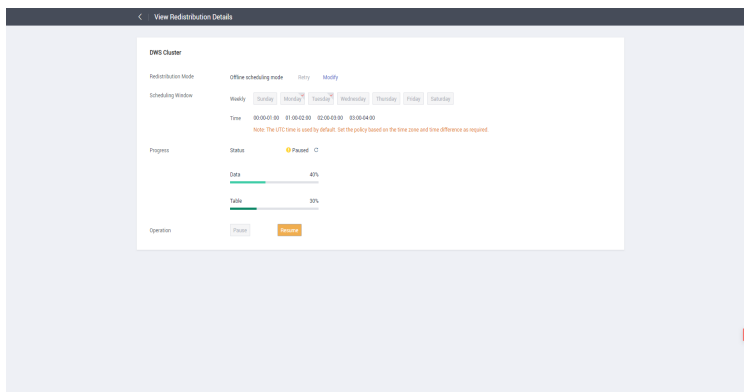 View Redistribution Details
DWS Cluster
Redistribution Mode Offline scheduling mode Retry Modify
Scheduling Window Weekly Sunday Monday Tuesday Wednesday Thursday Friday Saturday
Time 00:00-01:00 01:00-02:00 02:00-03:00 03:00-04:00
Note: The UTC time is used by default. Set the policy based on the time zone and time difference as required.
Progress Status Paused
Data 40%
Table 30%
Operation Pause Resume